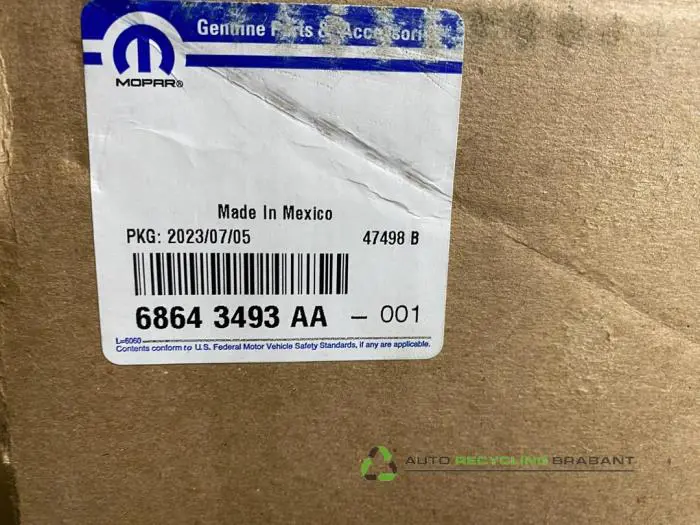 Genuine Parts & Accessories
MOPAR®
Made In Mexico
PKG: 2023/07/05 47498 B
6864 3493 AA - 001
L=6060
Contents conform to U.S. Federal Motor Vehicle Safety Standards, if any are applicable.
AUTO RECYCLING BRABANT